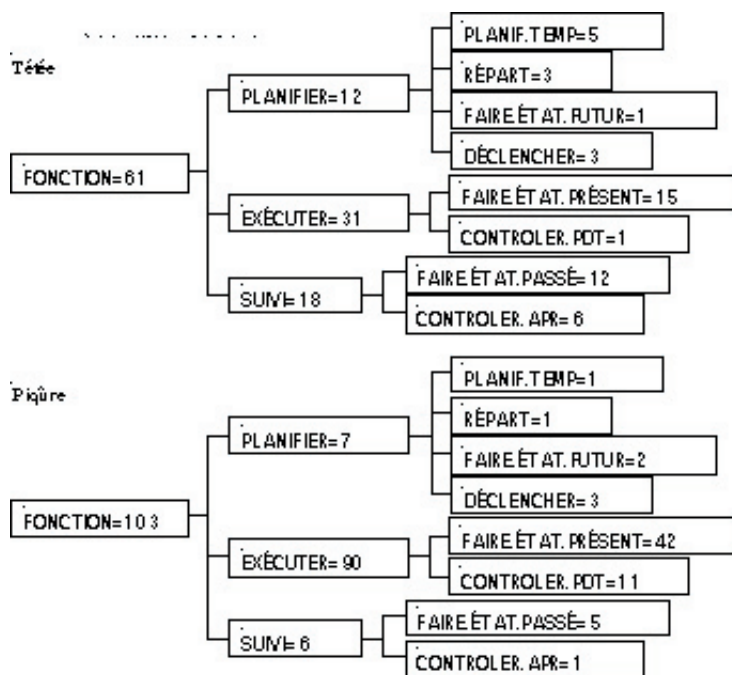 Tétée
PLANIF.TEMP=5
RÉPART=3
PLANIFIER=12
FAIRE.ÉTAT.FUTUR=1
DÉCLENCHER=3
FONCTION=61
FAIRE.ÉTAT.PRÉSENT=15
EXÉCUTER=31
CONTROLER.PDT=1
FAIRE.ÉTAT.PASSÉ=12
SUIVI=18
CONTROLER.APR=6
Piqûre
PLANIF.TEMP=1
RÉPART=1
PLANIFIER=7
FAIRE.ÉTAT.FUTUR=2
DÉCLENCHER=3
FONCTION=103
FAIRE.ÉTAT.PRÉSENT=42
EXÉCUTER=90
CONTROLER.PDT=11
FAIRE.ÉTAT.PASSÉ=5
SUIVI=6
CONTROLER.APR=1